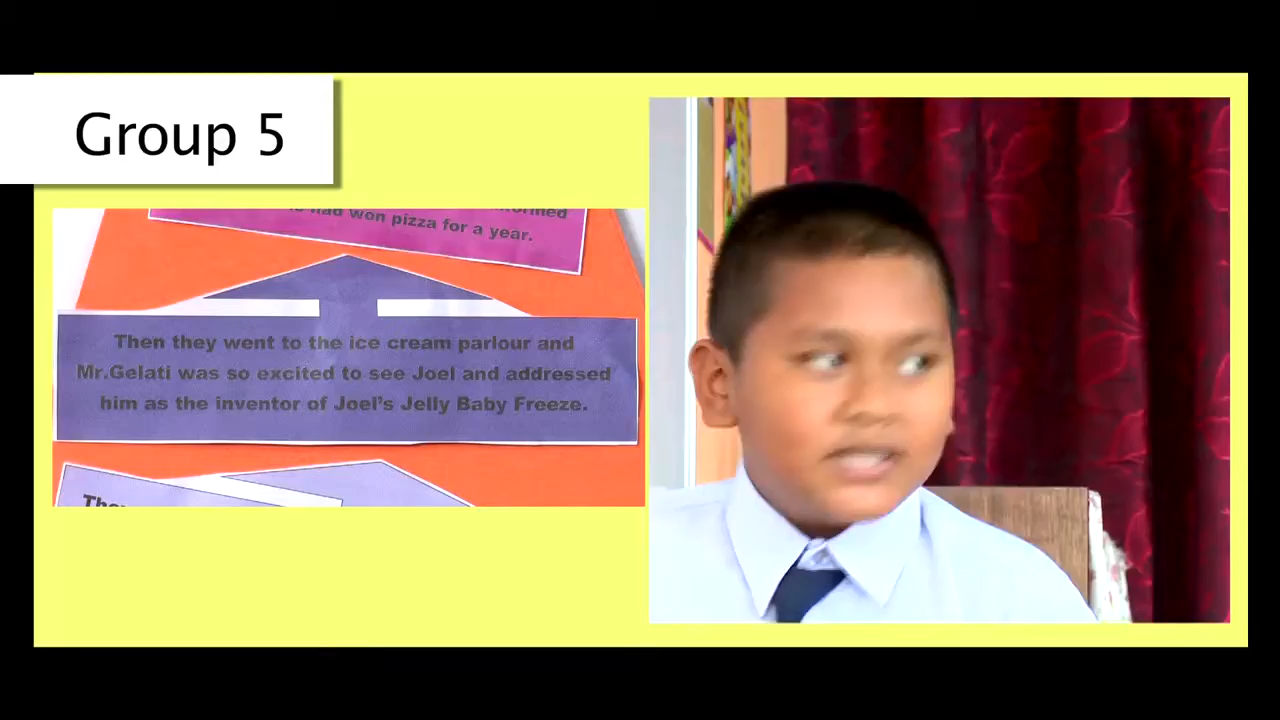 Group 5
had won pizza for a year.
Then they went to the ice cream parlour and
Mr.Gelati was so excited to see Joel and addressed
him as the inventor of Joel's Jelly Baby Freeze.